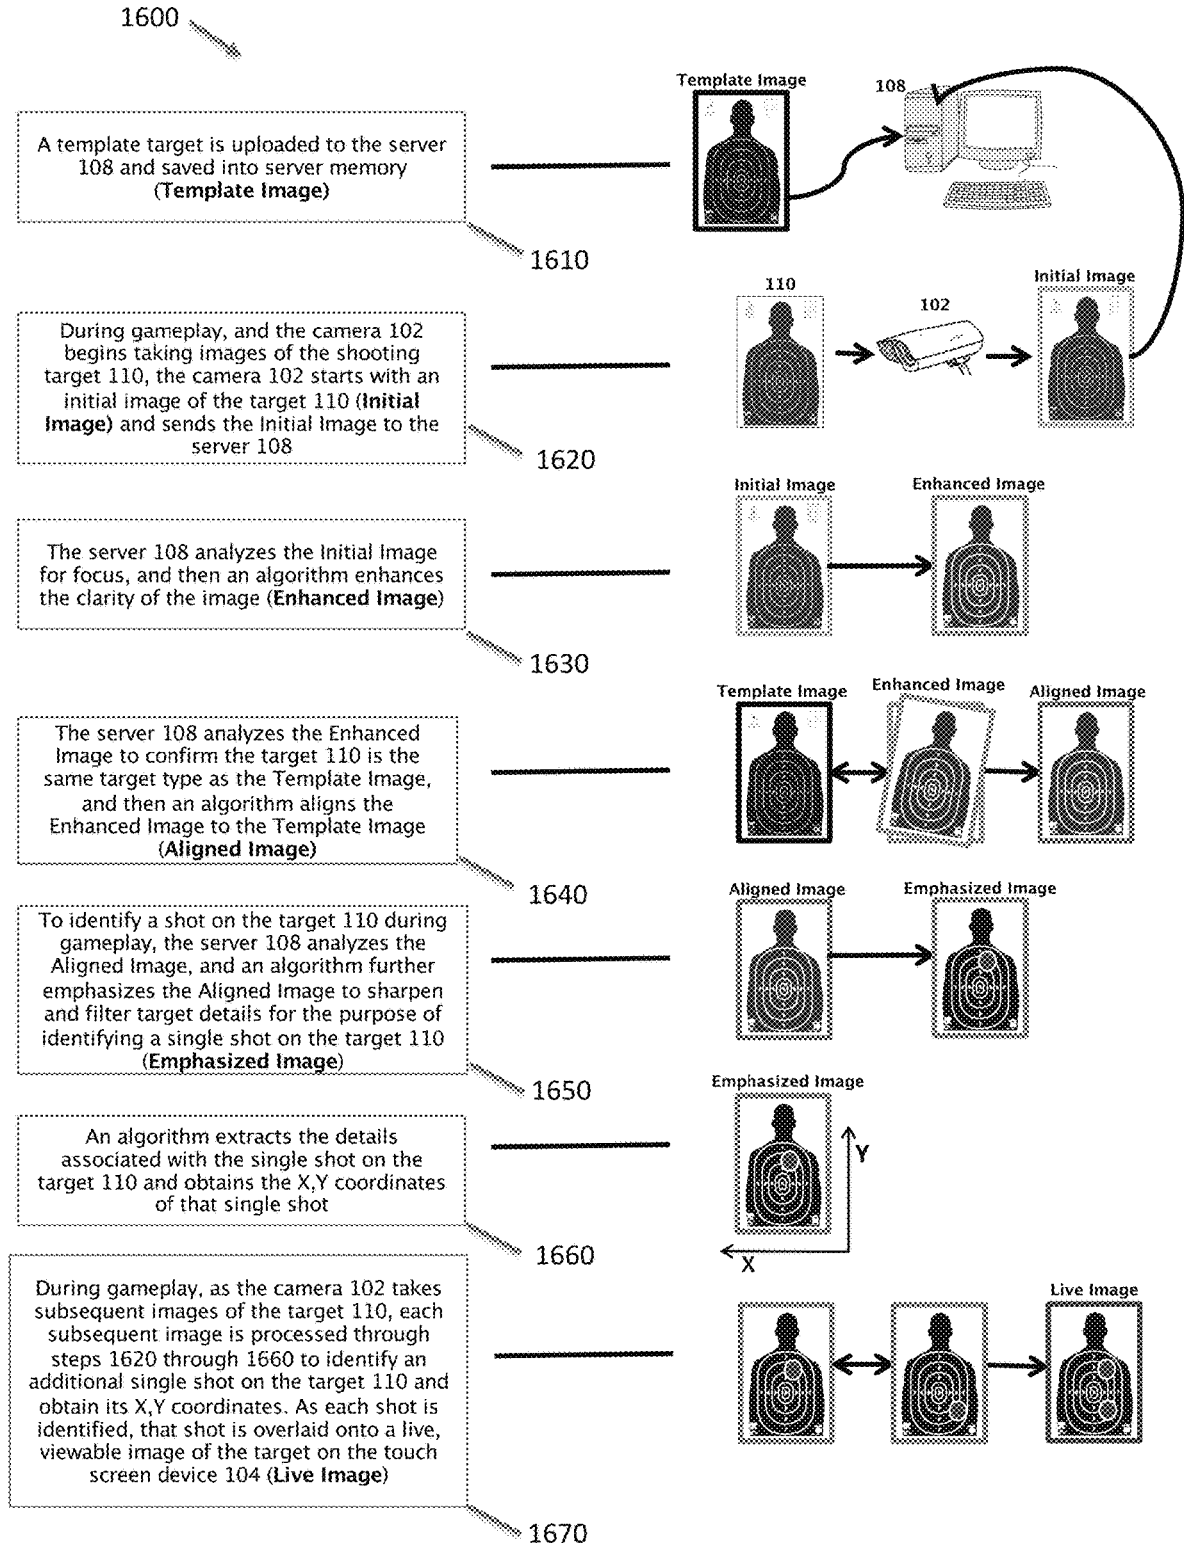 1600
Template Image
108
A template target is uploaded to the server
108 and saved into server memory
(Template Image)
1610
110
102
Initial Image
During gameplay, and the camera 102
begins taking images of the shooting
target 110, the camera 102 starts with an
initial image of the target 110 (Initial
Image) and sends the Initial Image to the
server 108
1620
Initial Image
Enhanced Image
The server 108 analyzes the Initial Image
for focus, and then an algorithm enhances
the clarity of the image (Enhanced Image)
1630
Template Image
Enhanced Image
Aligned Image
The server 108 analyzes the Enhanced
Image to confirm the target 110 is the
same target type as the Template Image,
and then an algorithm aligns the
Enhanced Image to the Template Image
(Aligned Image)
1640
Aligned Image
Emphasized Image
To identify a shot on the target 110 during
gameplay, the server 108 analyzes the
Aligned Image, and an algorithm further
emphasizes the Aligned Image to sharpen
and filter target details for the purpose of
identifying a single shot on the target 110
(Emphasized Image)
1650
Emphasized Image
Y
X
An algorithm extracts the details
associated with the single shot on the
target 110 and obtains the X,Y coordinates
of that single shot
1660
Live Image
During gameplay, as the camera 102 takes
subsequent images of the target 110, each
subsequent image is processed through
steps 1620 through 1660 to identify an
additional single shot on the target 110 and
obtain its X,Y coordinates. As each shot is
identified, that shot is overlaid onto a live,
viewable image of the target on the touch
screen device 104 (Live Image)
1670